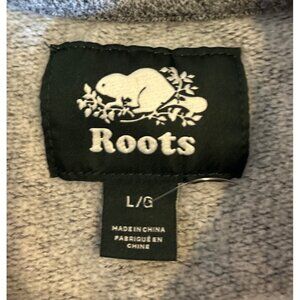 Roots
L/G
MADE IN CHINA
FABRIQUÉ EN
CHINE